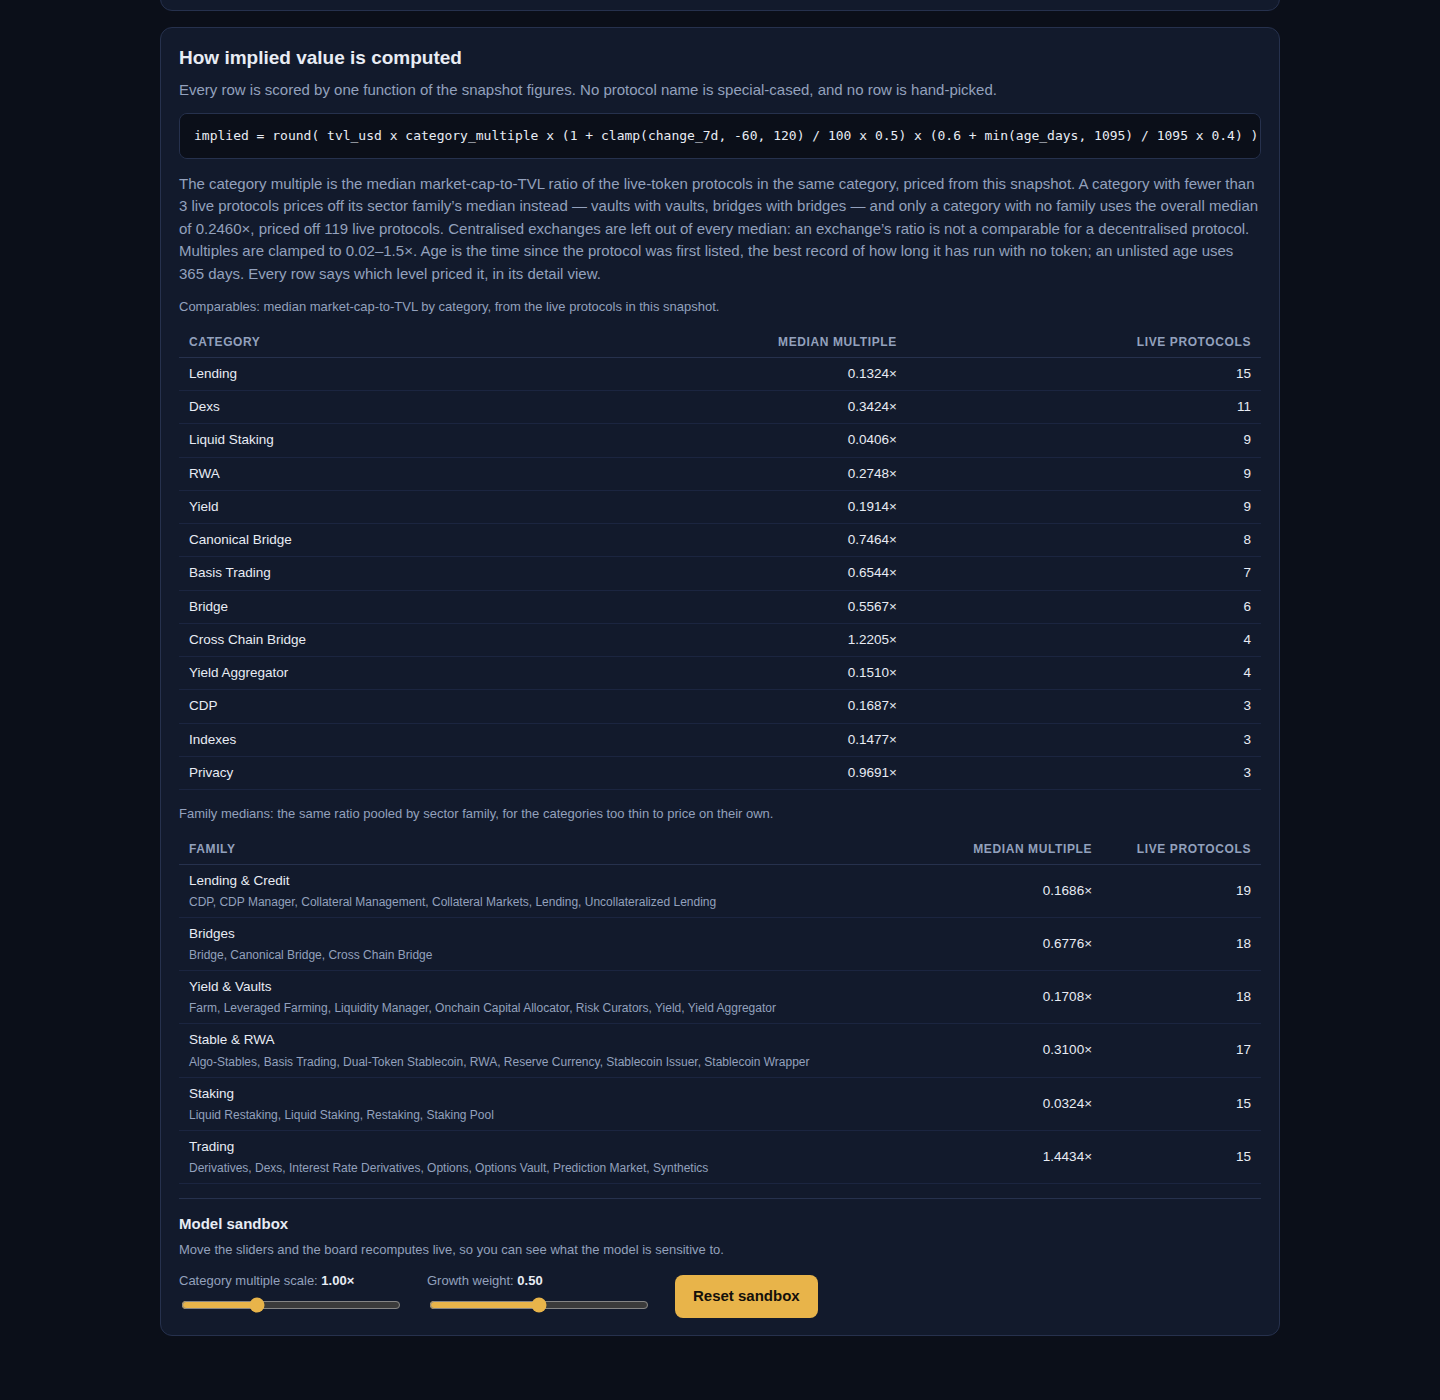 How implied value is computed
Every row is scored by one function of the snapshot figures. No protocol name is special-cased, and no row is hand-picked.
implied = round( tvl_usd x category_multiple x (1 + clamp(change_7d, -60, 120) / 100 x 0.5) x (0.6 + min(age_days, 1095) / 1095 x 0.4) )
The category multiple is the median market-cap-to-TVL ratio of the live-token protocols in the same category, priced from this snapshot. A category with fewer than
3 live protocols prices off its sector family’s median instead — vaults with vaults, bridges with bridges — and only a category with no family uses the overall median
of 0.2460×, priced off 119 live protocols. Centralised exchanges are left out of every median: an exchange’s ratio is not a comparable for a decentralised protocol.
Multiples are clamped to 0.02–1.5×. Age is the time since the protocol was first listed, the best record of how long it has run with no token; an unlisted age uses
365 days. Every row says which level priced it, in its detail view.
Comparables: median market-cap-to-TVL by category, from the live protocols in this snapshot.
CATEGORY MEDIAN MULTIPLE LIVE PROTOCOLS
Lending 0.1324× 15
Dexs 0.3424× 11
Liquid Staking 0.0406× 9
RWA 0.2748× 9
Yield 0.1914× 9
Canonical Bridge 0.7464× 8
Basis Trading 0.6544× 7
Bridge 0.5567× 6
Cross Chain Bridge 1.2205× 4
Yield Aggregator 0.1510× 4
CDP 0.1687× 3
Indexes 0.1477× 3
Privacy 0.9691× 3
Family medians: the same ratio pooled by sector family, for the categories too thin to price on their own.
FAMILY MEDIAN MULTIPLE LIVE PROTOCOLS
Lending & Credit 0.1686× 19
CDP, CDP Manager, Collateral Management, Collateral Markets, Lending, Uncollateralized Lending
Bridges 0.6776× 18
Bridge, Canonical Bridge, Cross Chain Bridge
Yield & Vaults 0.1708× 18
Farm, Leveraged Farming, Liquidity Manager, Onchain Capital Allocator, Risk Curators, Yield, Yield Aggregator
Stable & RWA 0.3100× 17
Algo-Stables, Basis Trading, Dual-Token Stablecoin, RWA, Reserve Currency, Stablecoin Issuer, Stablecoin Wrapper
Staking 0.0324× 15
Liquid Restaking, Liquid Staking, Restaking, Staking Pool
Trading 1.4434× 15
Derivatives, Dexs, Interest Rate Derivatives, Options, Options Vault, Prediction Market, Synthetics
Model sandbox
Move the sliders and the board recomputes live, so you can see what the model is sensitive to.
Category multiple scale: 1.00× Growth weight: 0.50
Reset sandbox